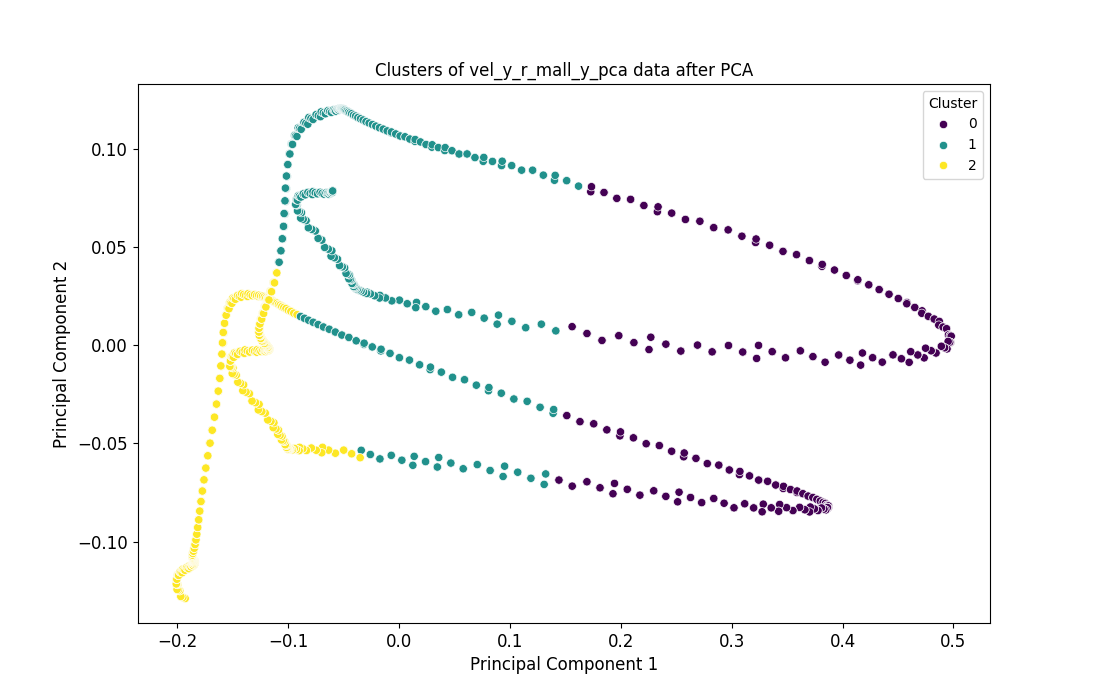 Clusters of vel_y_r_mall_y_pca data after PCA
Cluster
0
1
2
0.10
0.05
0.00
−0.05
−0.10
Principal Component 2
−0.2 −0.1 0.0 0.1 0.2 0.3 0.4 0.5
Principal Component 1